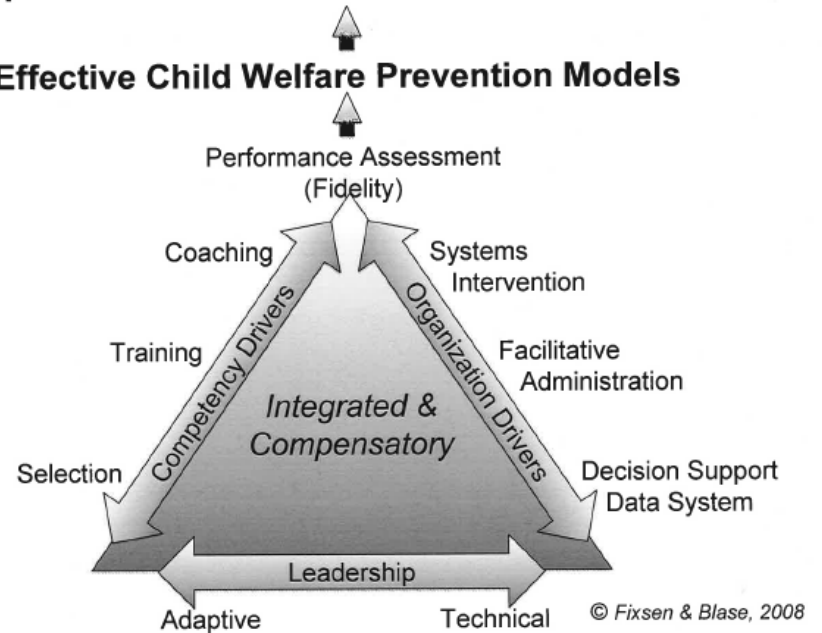 Effective Child Welfare Prevention Models
Performance Assessment
(Fidelity)
Coaching
Training
Selection
Competency Drivers
Integrated &
Compensatory
Organization Drivers
Systems
Intervention
Facilitative
Administration
Decision Support
Data System
Leadership
Adaptive
Technical
© Fixsen & Blase, 2008